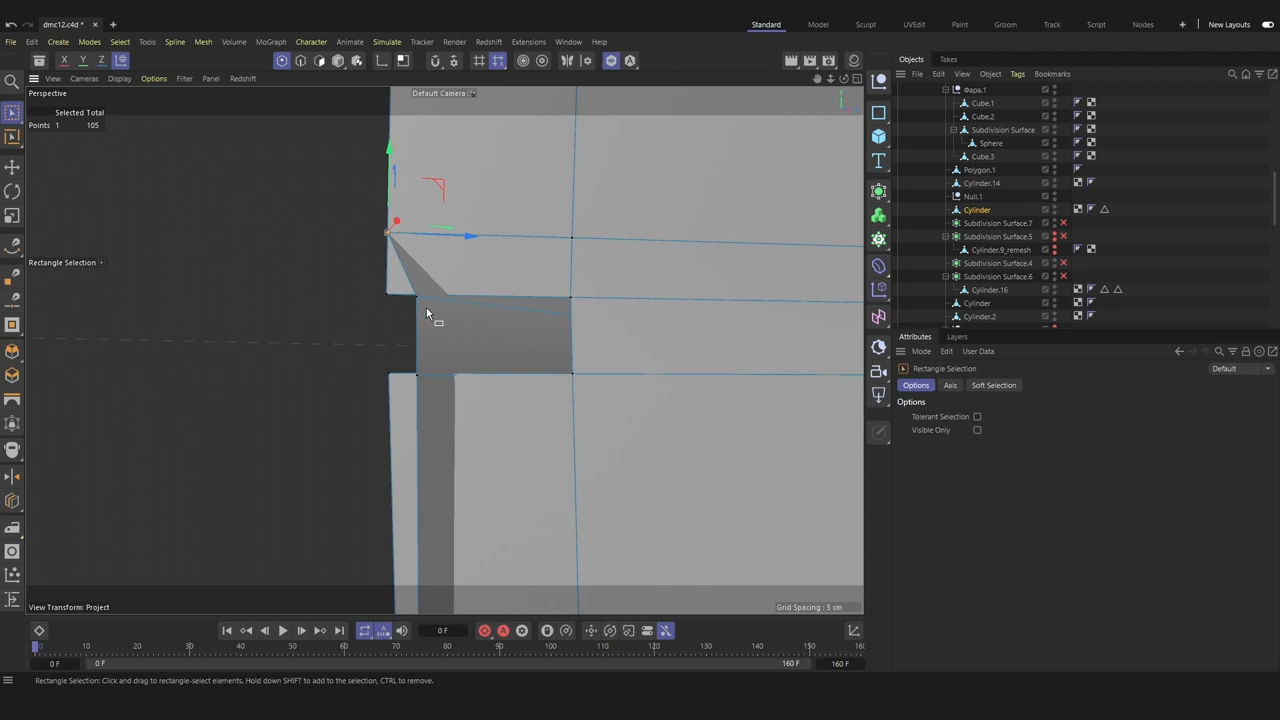 dmc12.c4d *
Standard
Model
Sculpt
UVEdit
Paint
Groom
Track
Script
Nodes
New Layouts
File Edit Create Modes Select Tools Spline Mesh Volume MoGraph Character Animate Simulate Tracker Render Redshift Extensions Window Help
X Y Z
View Cameras Display Options Filter Panel Redshift
Perspective
Default Camera
Selected Total
Points 1 105
Rectangle Selection
View Transform: Project
Grid Spacing : 5 cm
Objects Takes
File Edit View Object Tags Bookmarks
Фара.1
Cube.1
Cube.2
Subdivision Surface
Sphere
Cube.3
Polygon.1
Cylinder.14
Null.1
Cylinder
Subdivision Surface.7
Subdivision Surface.5
Cylinder.9_remesh
Subdivision Surface.4
Subdivision Surface.6
Cylinder.16
Cylinder
Cylinder.2
Attributes Layers
Mode Edit User Data
Rectangle Selection
Default
Options Axis Soft Selection
Options
Tolerant Selection
Visible Only
0 F
0 10 20 30 40 50 60 70 80 90 100 110 120 130 140 150 160
0 F 0 F 160 F 160 F
Rectangle Selection: Click and drag to rectangle-select elements. Hold down SHIFT to add to the selection, CTRL to remove.